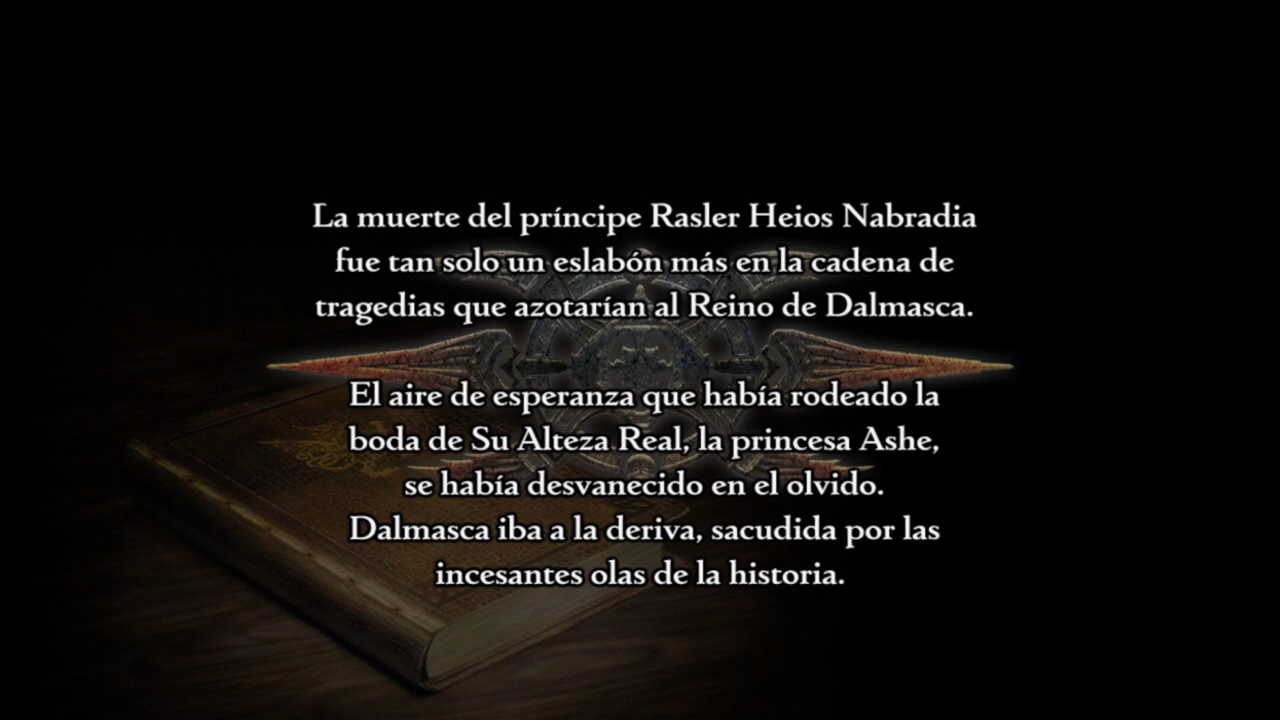 La muerte del príncipe Rasler Heios Nabradia
fue tan solo un eslabón más en la cadena de
tragedias que azotarían al Reino de Dalmasca.
El aire de esperanza que había rodeado la
boda de Su Alteza Real, la princesa Ashe,
se había desvanecido en el olvido.
Dalmasca iba a la deriva, sacudida por las
incesantes olas de la historia.